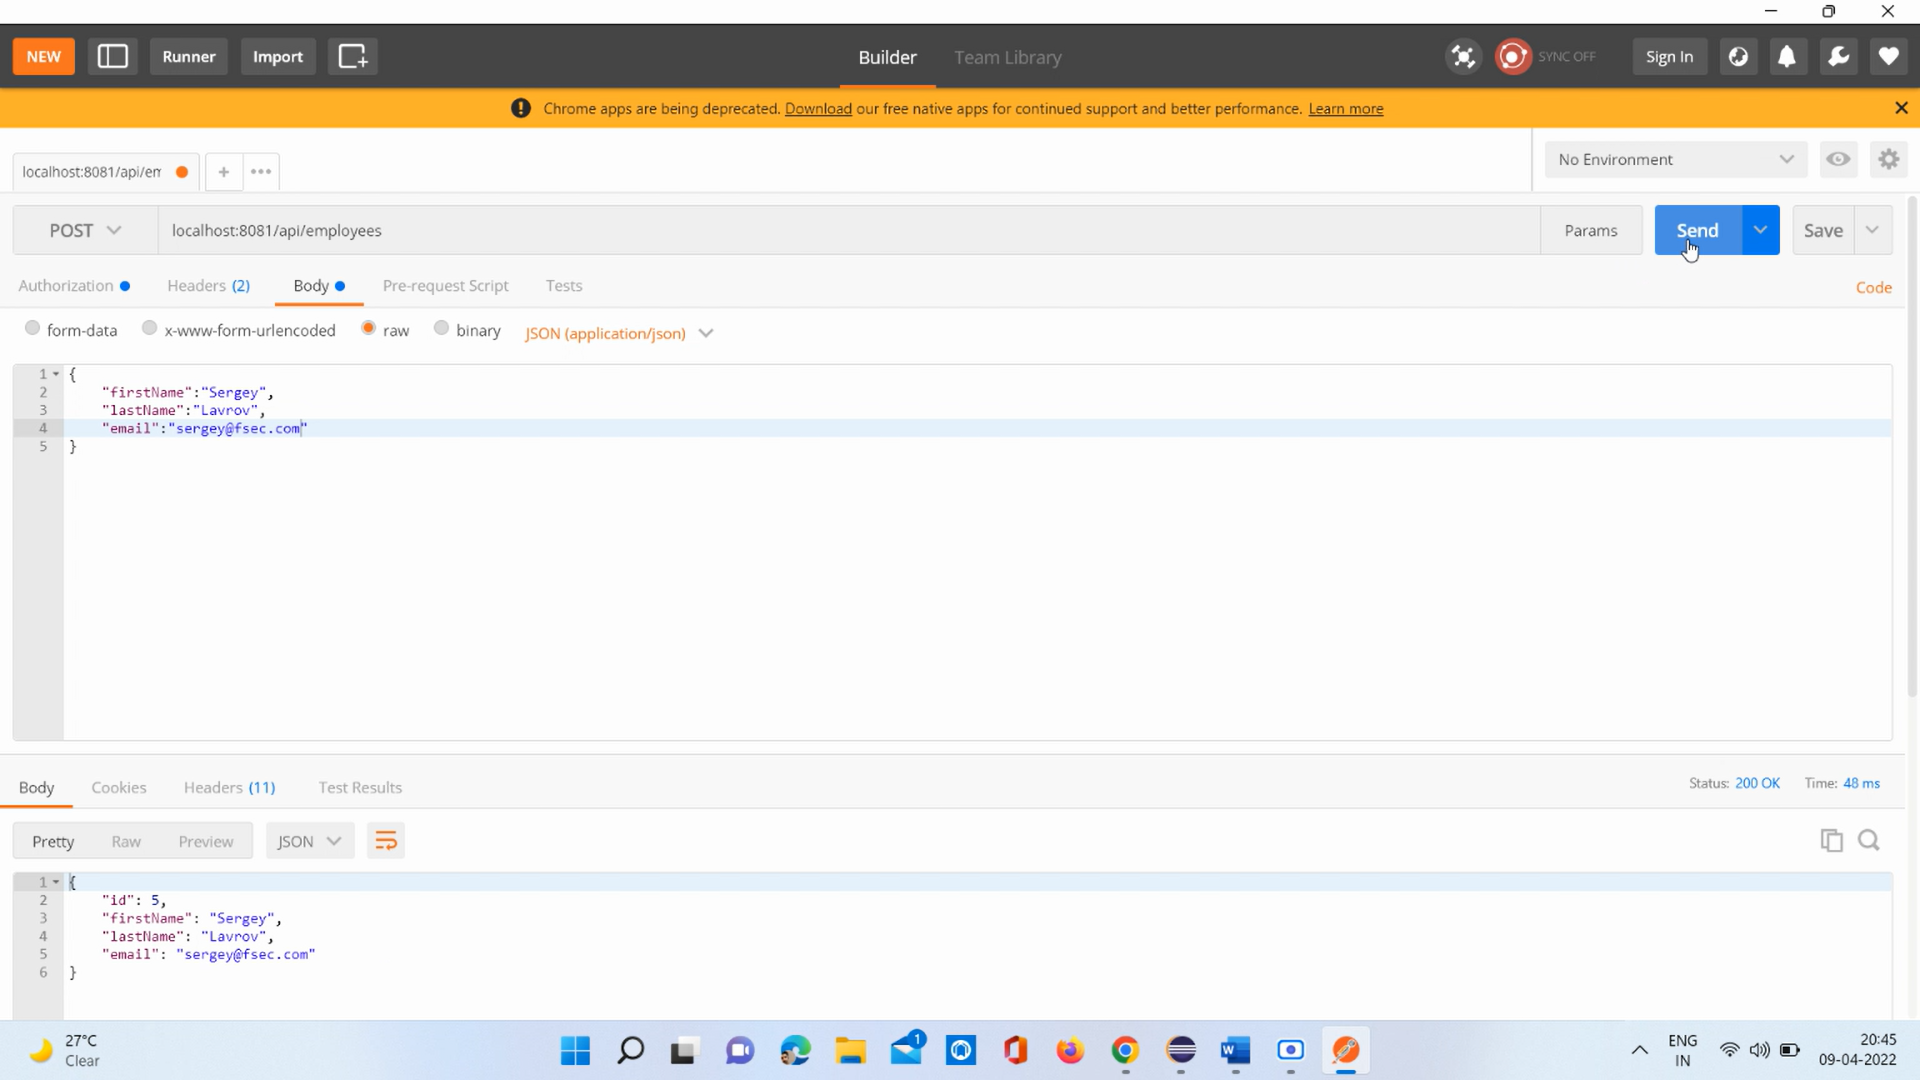 NEW Runner Import Builder Team Library SYNC OFF Sign In
Chrome apps are being deprecated. Download our free native apps for continued support and better performance. Learn more
localhost:8081/api/em + ••• No Environment
POST localhost:8081/api/employees Params Send Save
Authorization Headers (2) Body Pre-request Script Tests Code
form-data x-www-form-urlencoded raw binary JSON (application/json)
1 {
2 "firstName":"Sergey",
3 "lastName":"Lavrov",
4 "email":"sergey@fsec.com"
5 }
Body Cookies Headers (11) Test Results Status: 200 OK Time: 48 ms
Pretty Raw Preview JSON
1 {
2 "id": 5,
3 "firstName": "Sergey",
4 "lastName": "Lavrov",
5 "email": "sergey@fsec.com"
6 }
27°C
Clear
1
ENG
IN
20:45
09-04-2022